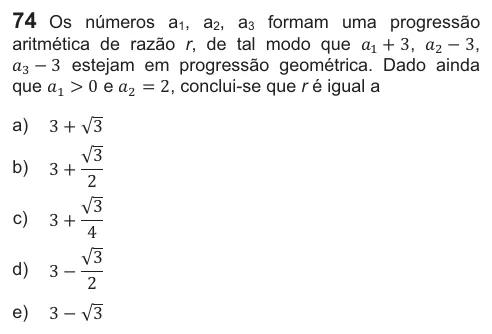 74 Os números a₁, a₂, a₃ formam uma progressão
aritmética de razão r, de tal modo que a₁ + 3, a₂ − 3,
a₃ − 3 estejam em progressão geométrica. Dado ainda
que a₁ > 0 e a₂ = 2, conclui-se que r é igual a
a) 3 + √3
b) 3 + √3/2
c) 3 + √3/4
d) 3 − √3/2
e) 3 − √3